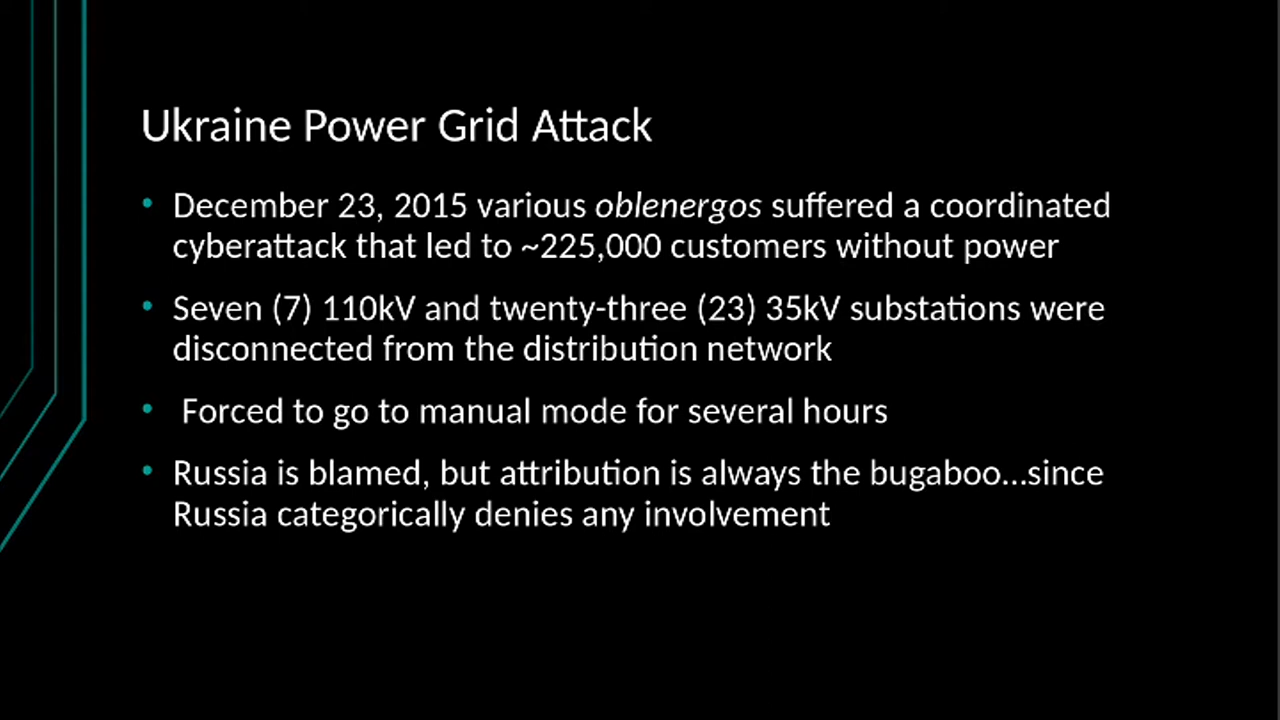 Ukraine Power Grid Attack
• December 23, 2015 various oblenergos suffered a coordinated
cyberattack that led to ~225,000 customers without power
• Seven (7) 110kV and twenty-three (23) 35kV substations were
disconnected from the distribution network
• Forced to go to manual mode for several hours
• Russia is blamed, but attribution is always the bugaboo...since
Russia categorically denies any involvement